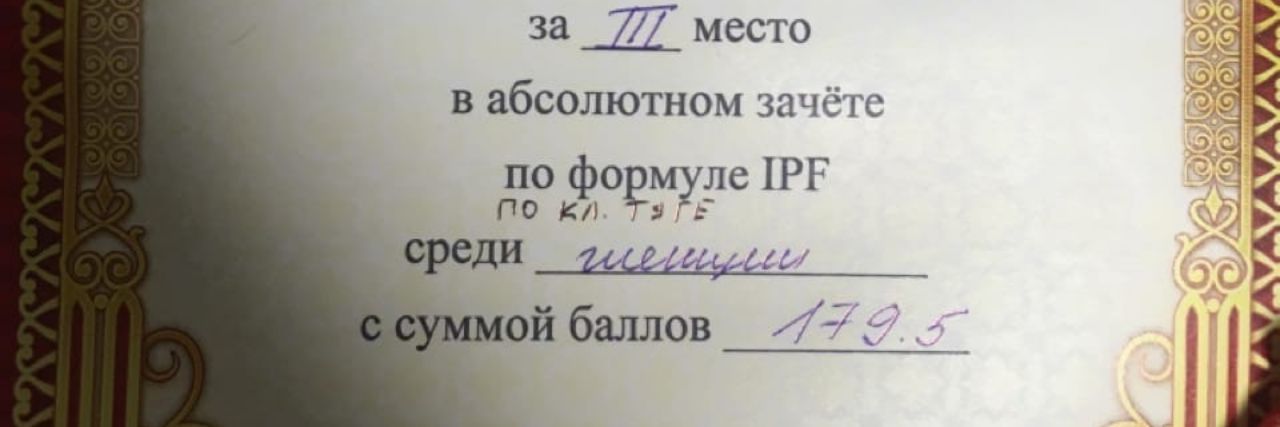 за III место
в абсолютном зачёте
по формуле IPF
ПО КЛ. ТЯГЕ
среди женщин
с суммой баллов 179.5